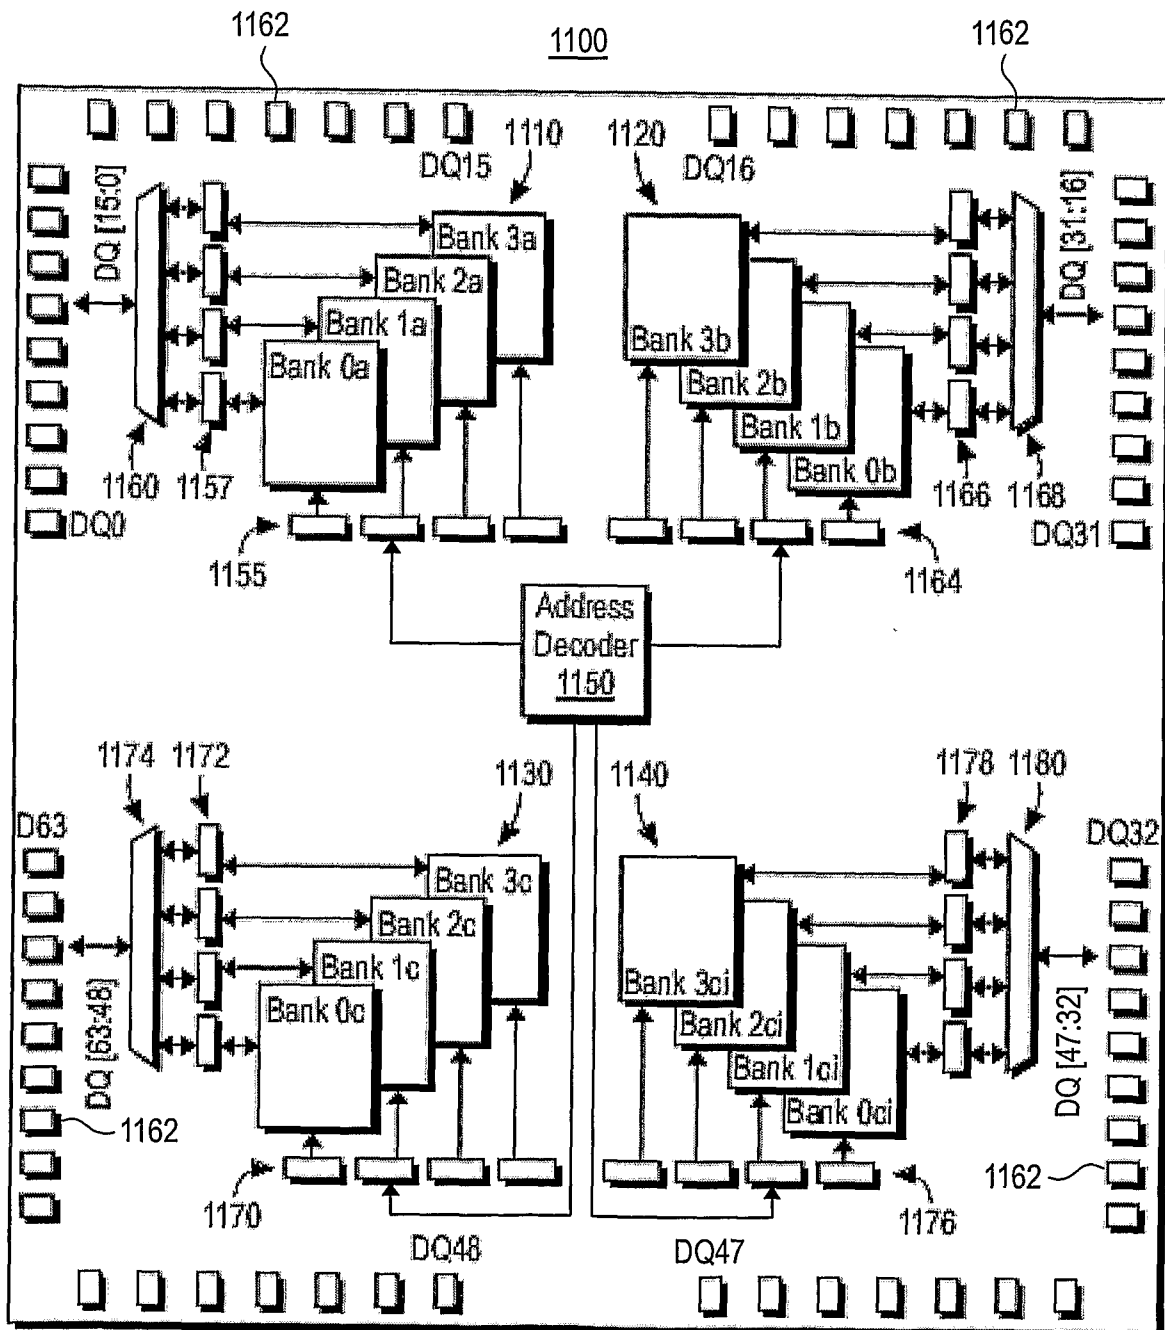 1162
1100
1162
1110
1120
DQ15
DQ16
DQ [15:0]
DQ [31:16]
Bank 3a
Bank 2a
Bank 1a
Bank 0a
Bank 3b
Bank 2b
Bank 1b
Bank 0b
1160
1157
1166
1168
DQ0
DQ31
1155
1164
Address
Decoder
1150
1174
1172
1130
1140
1178
1180
D63
DQ32
Bank 3c
Bank 2c
Bank 1c
Bank 0c
Bank 3ci
Bank 2ci
Bank 1ci
Bank 0ci
DQ [63:48]
DQ [47:32]
1162
1162
1170
1176
DQ48
DQ47